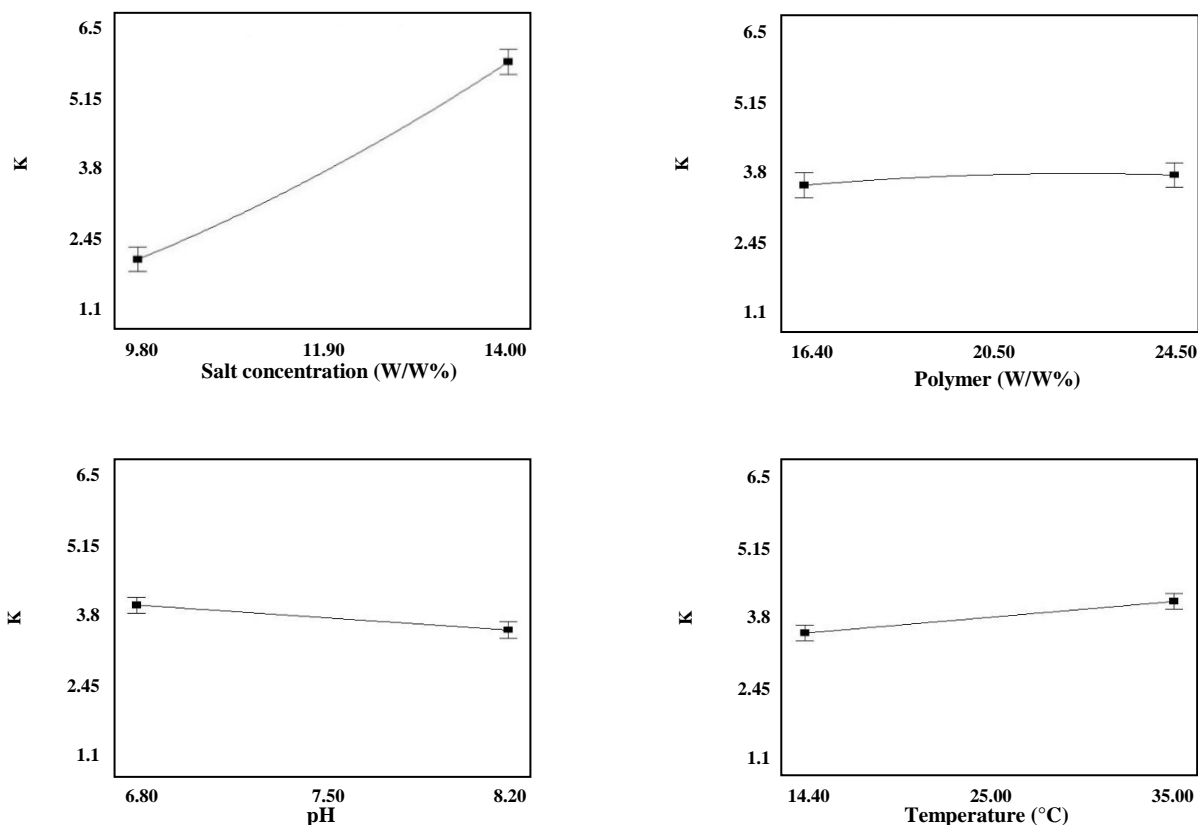 6.5
5.15
3.8
2.45
1.1
K
9.80 11.90 14.00
Salt concentration (W/W%)
6.5
5.15
3.8
2.45
1.1
K
16.40 20.50 24.50
Polymer (W/W%)
6.5
5.15
3.8
2.45
1.1
K
6.80 7.50 8.20
pH
6.5
5.15
3.8
2.45
1.1
K
14.40 25.00 35.00
Temperature (°C)